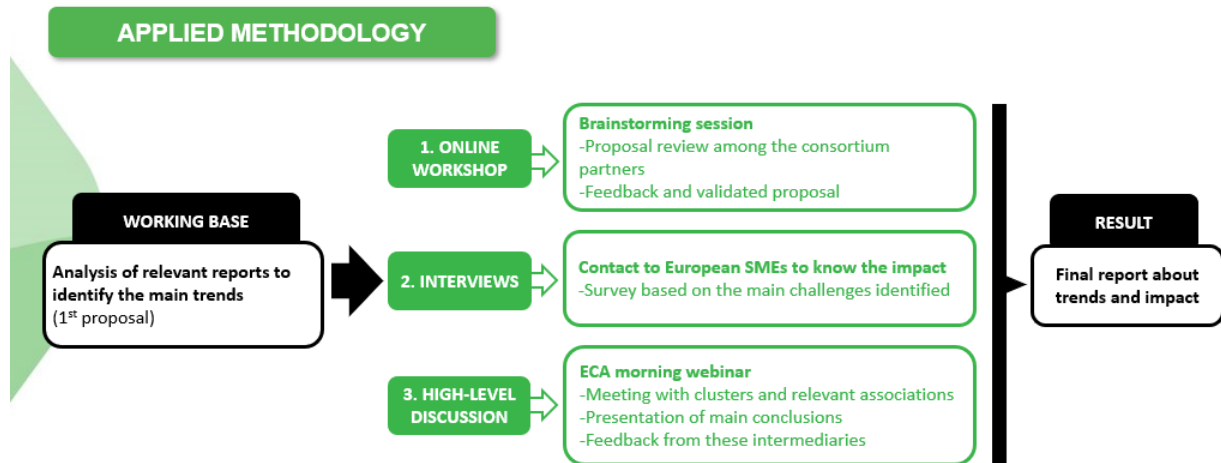 APPLIED METHODOLOGY
WORKING BASE
Analysis of relevant reports to
identify the main trends
(1st proposal)
1. ONLINE
WORKSHOP
Brainstorming session
-Proposal review among the consortium
partners
-Feedback and validated proposal
2. INTERVIEWS
Contact to European SMEs to know the impact
-Survey based on the main challenges identified
3. HIGH-LEVEL
DISCUSSION
ECA morning webinar
-Meeting with clusters and relevant associations
-Presentation of main conclusions
-Feedback from these intermediaries
RESULT
Final report about
trends and impact